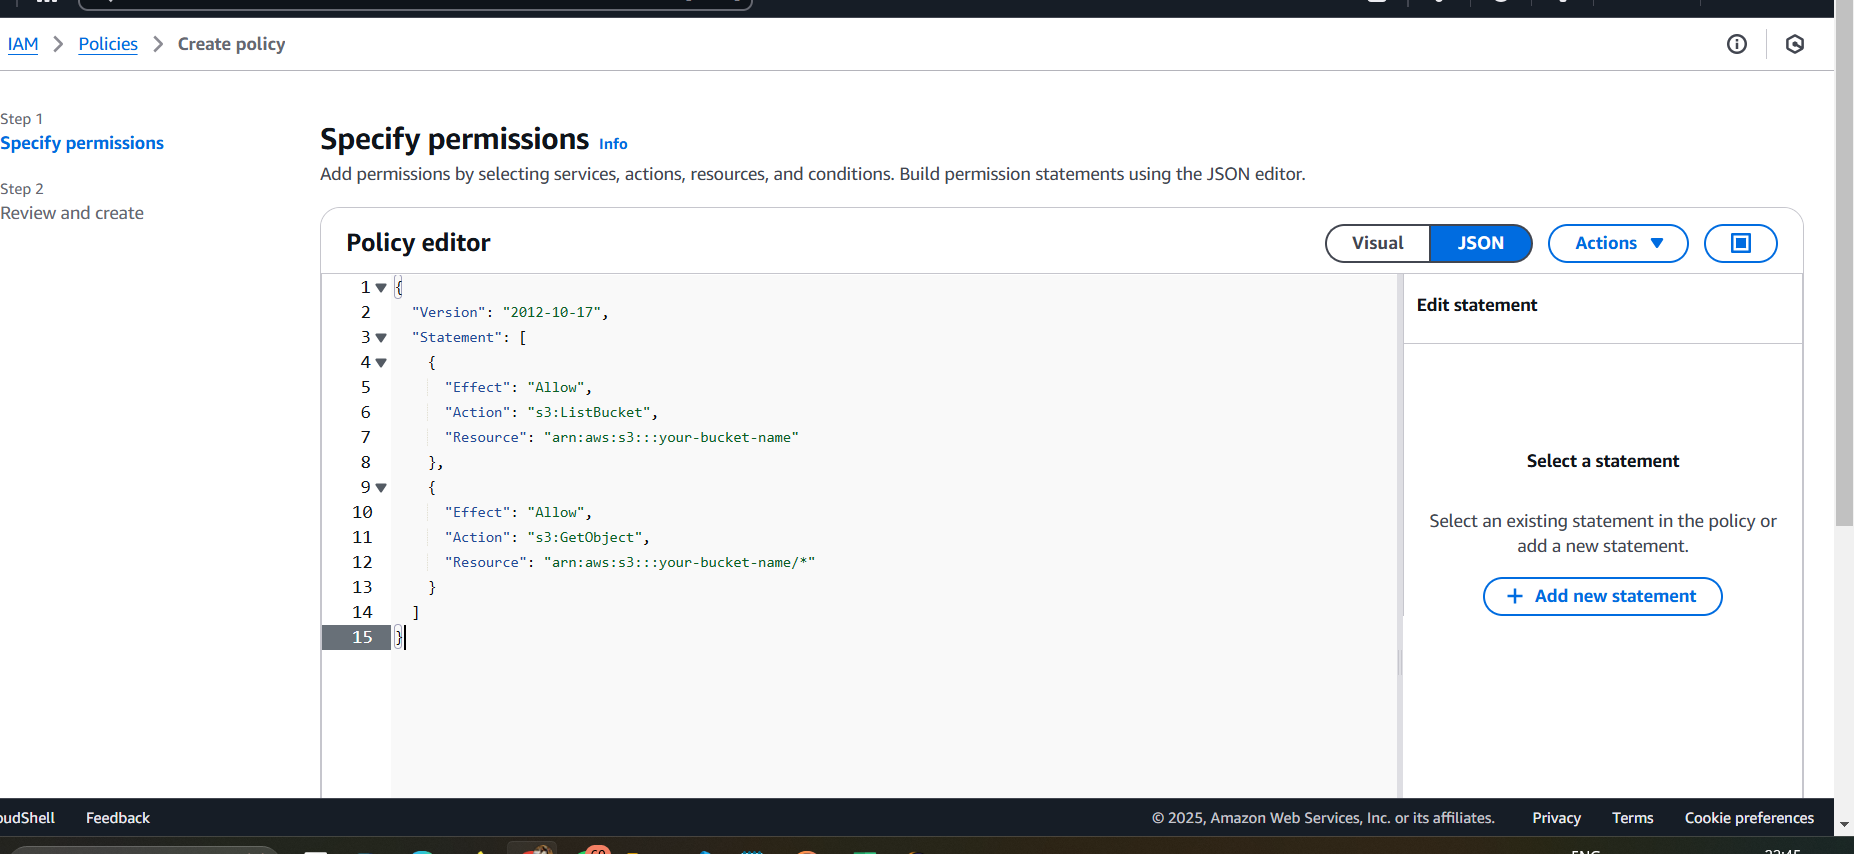 IAM > Policies > Create policy
Step 1
Specify permissions
Step 2
Review and create
Specify permissions Info
Add permissions by selecting services, actions, resources, and conditions. Build permission statements using the JSON editor.
Policy editor
Visual JSON Actions
1 {
2 "Version": "2012-10-17",
3 "Statement": [
4 {
5 "Effect": "Allow",
6 "Action": "s3:ListBucket",
7 "Resource": "arn:aws:s3:::your-bucket-name"
8 },
9 {
10 "Effect": "Allow",
11 "Action": "s3:GetObject",
12 "Resource": "arn:aws:s3:::your-bucket-name/*"
13 }
14 ]
15 }
Edit statement
Select a statement
Select an existing statement in the policy or
add a new statement.
+ Add new statement
oudShell Feedback © 2025, Amazon Web Services, Inc. or its affiliates. Privacy Terms Cookie preferences